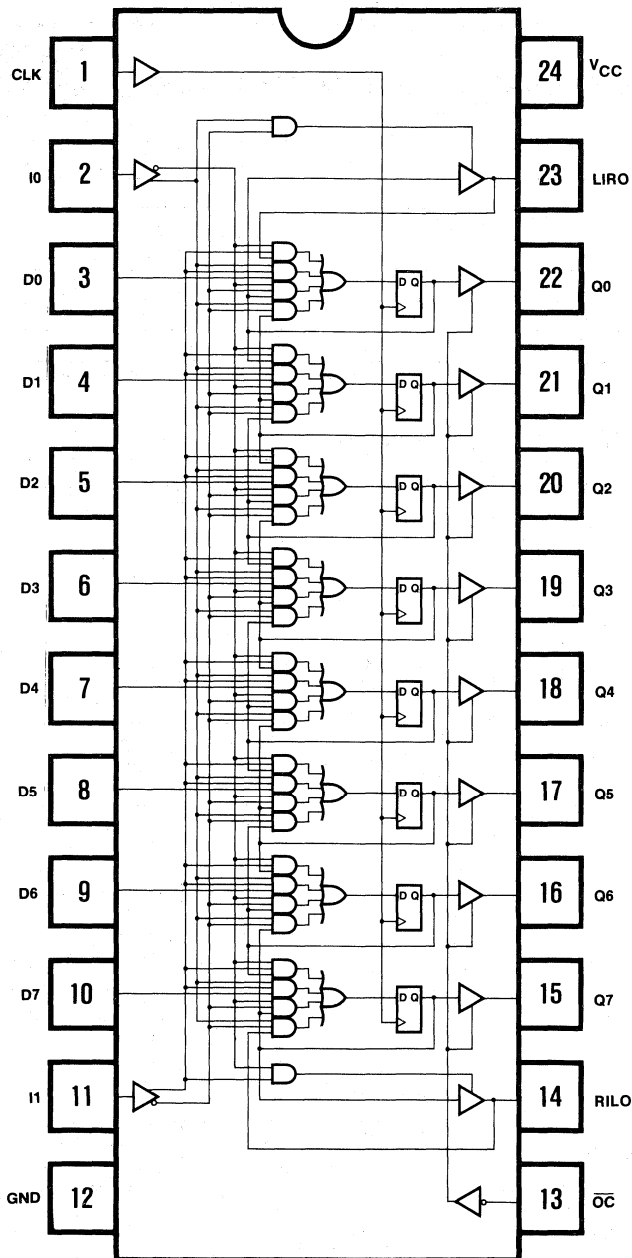 CLK 1
24 VCC
I0 2
23 LIRO
D0 3
D Q
22 Q0
D1 4
D Q
21 Q1
D2 5
D Q
20 Q2
D3 6
D Q
19 Q3
D4 7
D Q
18 Q4
D5 8
D Q
17 Q5
D6 9
D Q
16 Q6
D7 10
D Q
15 Q7
I1 11
14 RILO
GND 12
13 OC